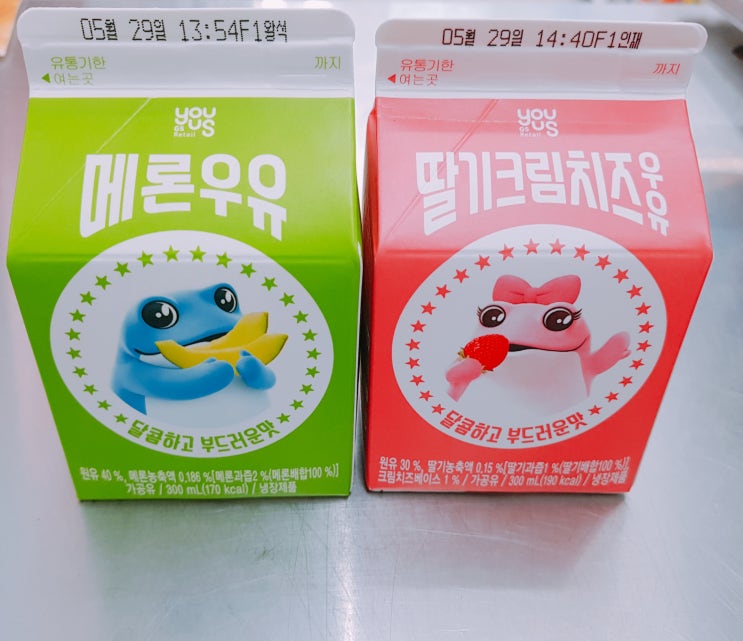 05월 29일 13:54F1왕석
유통기한 까지
◀여는곳
YOU
US
GS
Retail
메론우유
달콤하고 부드러운맛
원유 40 %, 메론농축액 0.186 %[메론과즙2 %(메론배합100 %)]
가공유 / 300 mL(170 kcal) / 냉장제품
05월 29일 14:40F1인재
유통기한 까지
◀여는곳
YOU
US
GS
Retail
딸기크림치즈우유
달콤하고 부드러운맛
원유 30 %, 딸기농축액 0.15 %[딸기과즙1 %(딸기배합100 %)],
크림치즈베이스 1 % / 가공유 / 300 mL(190 kcal) / 냉장제품